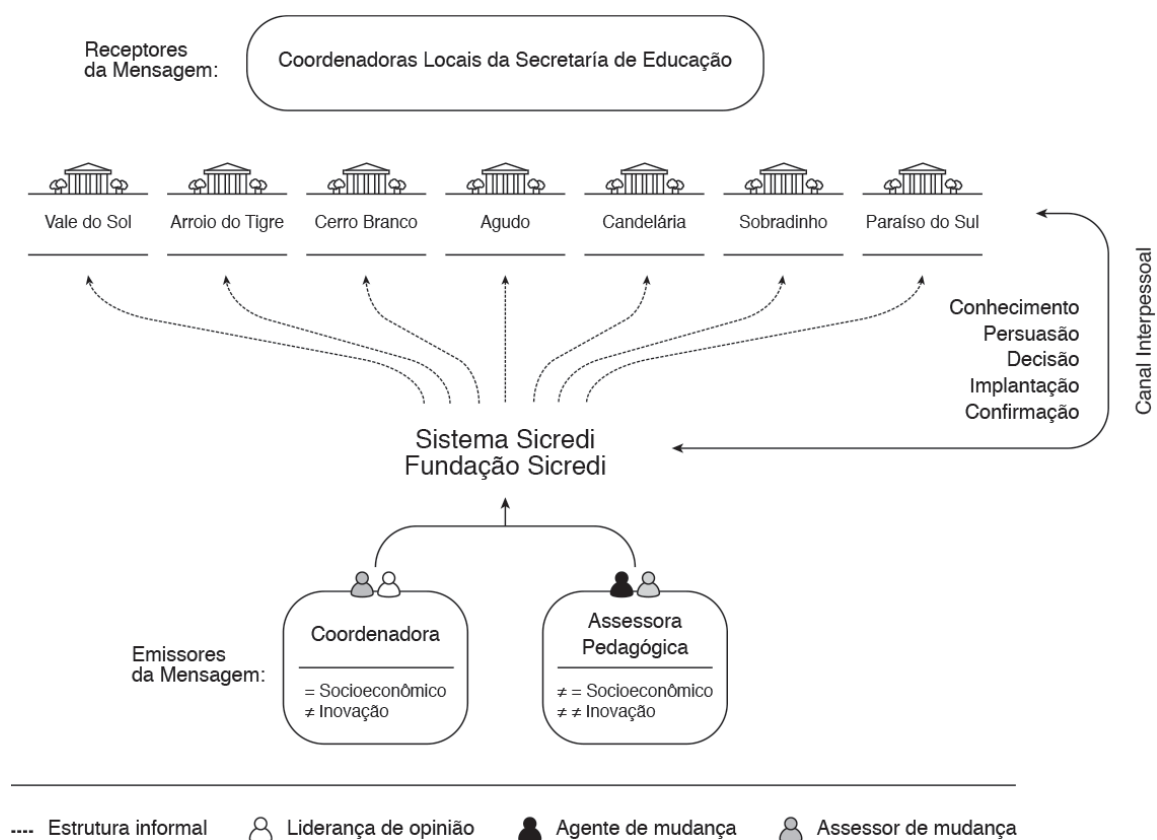 Receptores
da Mensagem:
Coordenadoras Locais da Secretaría de Educação
Vale do Sol
Arroio do Tigre
Cerro Branco
Agudo
Candelária
Sobradinho
Paraíso do Sul
Conhecimento
Persuasão
Decisão
Implantação
Confirmação
Canal Interpessoal
Sistema Sicredi
Fundação Sicredi
Emissores
da Mensagem:
Coordenadora
= Socioeconômico
≠ Inovação
Assessora
Pedagógica
≠ = Socioeconômico
≠ ≠ Inovação
Estrutura informal
Liderança de opinião
Agente de mudança
Assessor de mudança